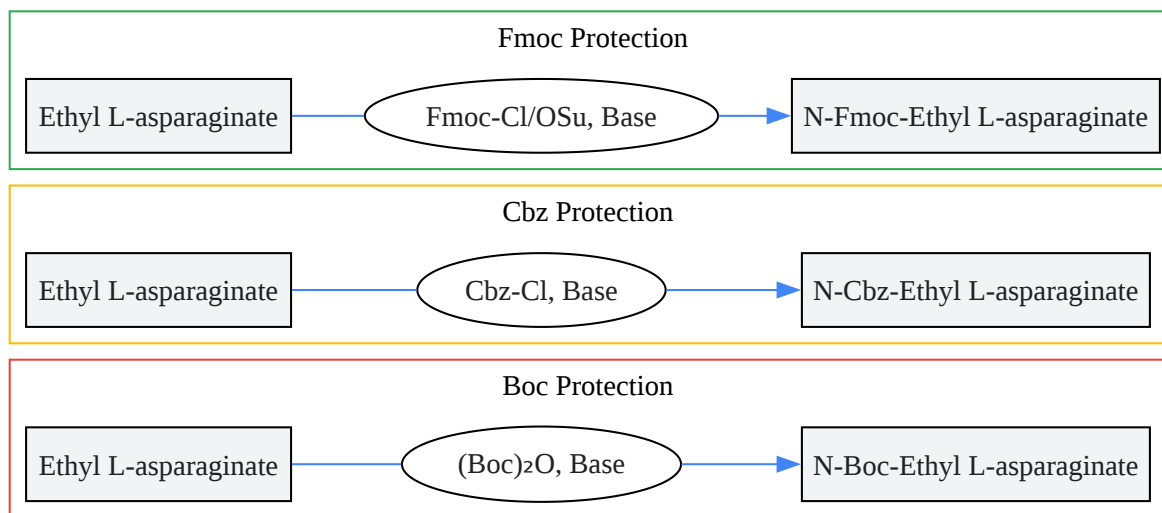 Fmoc Protection
Ethyl L-asparaginate
Fmoc-Cl/OSu, Base
N-Fmoc-Ethyl L-asparaginate
Cbz Protection
Ethyl L-asparaginate
Cbz-Cl, Base
N-Cbz-Ethyl L-asparaginate
Boc Protection
Ethyl L-asparaginate
(Boc)₂O, Base
N-Boc-Ethyl L-asparaginate